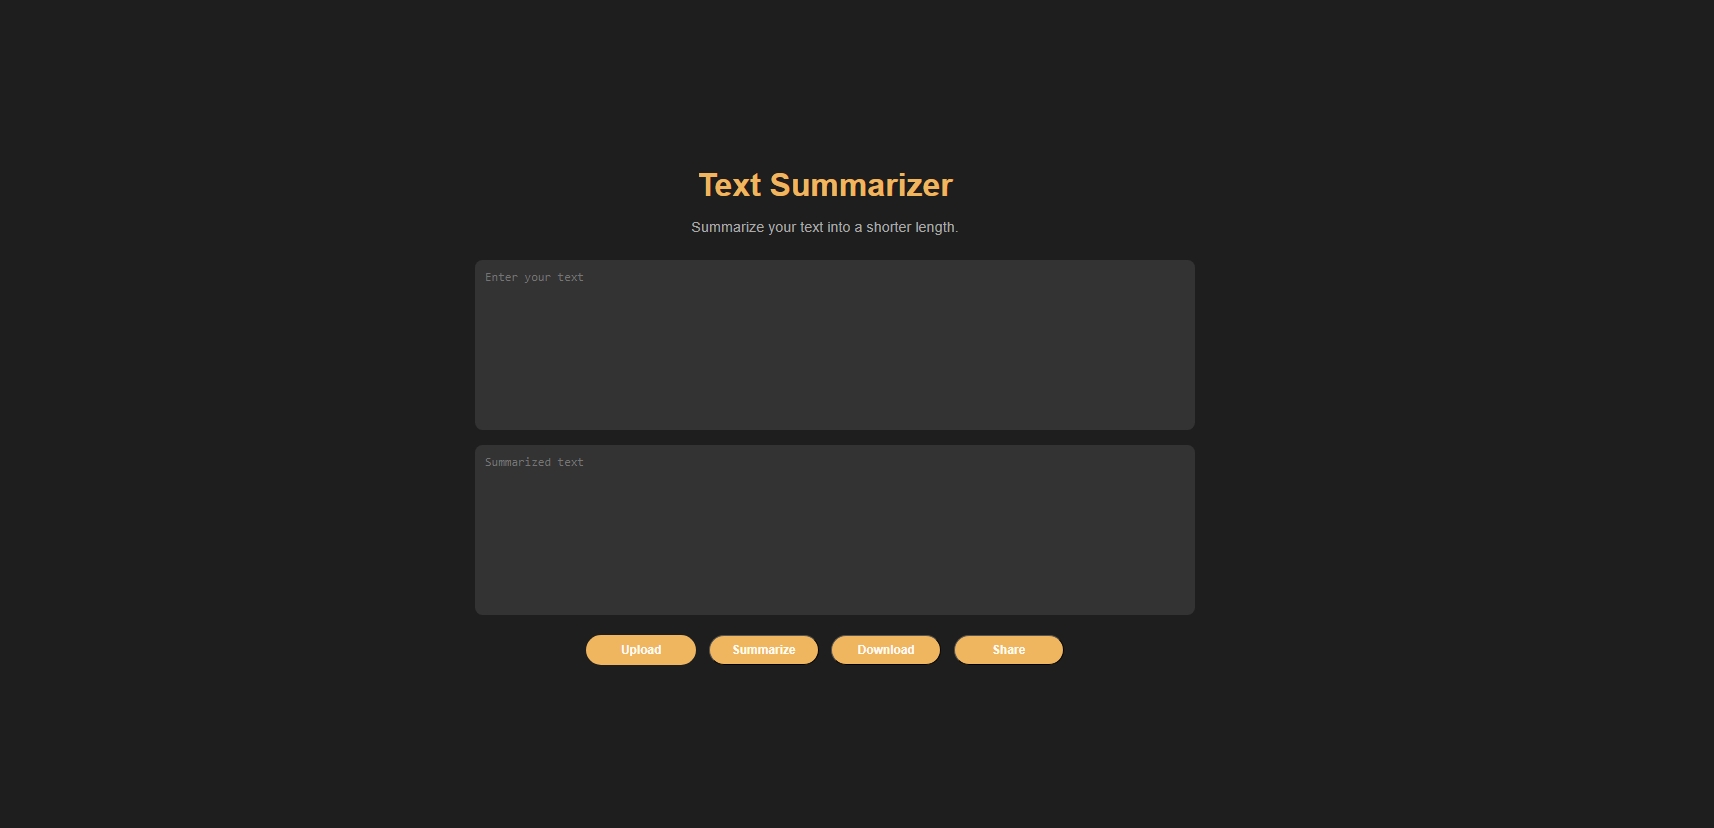 Text Summarizer
Summarize your text into a shorter length.
Enter your text
Summarized text
Upload Summarize Download Share